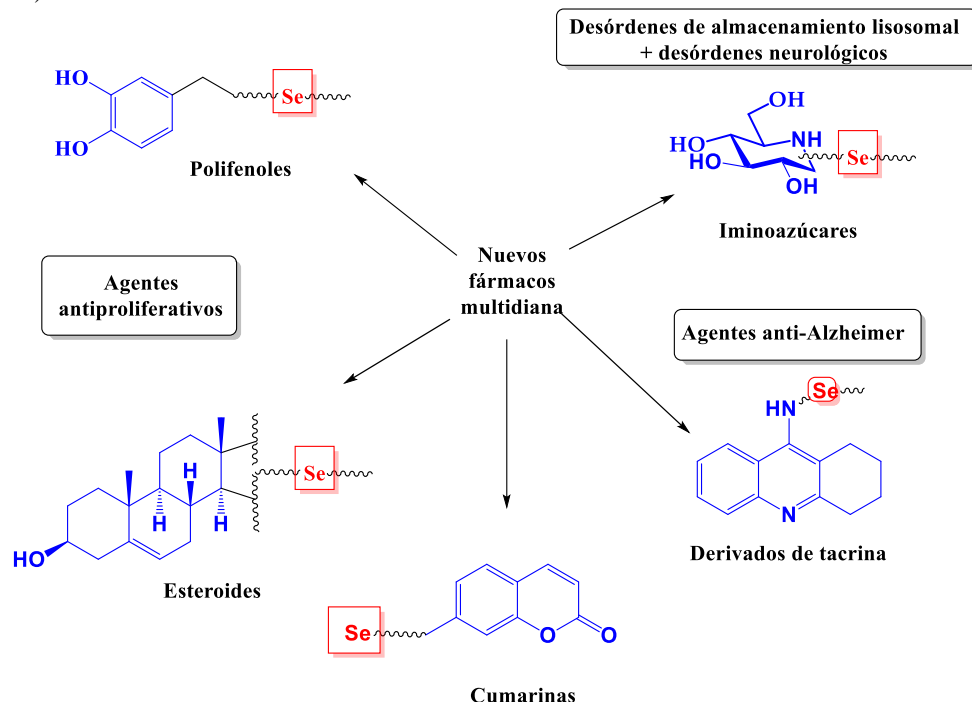 Desórdenes de almacenamiento lisosomal
+ desórdenes neurológicos
HO
HO
Se
Polifenoles
OH
HO
HO
NH
OH
Se
Iminoazúcares
Nuevos
fármacos
multidiana
Agentes
antiproliferativos
Agentes anti-Alzheimer
Se
HN
N
Derivados de tacrina
H
H
H
HO
Se
Esteroides
Se
O
O
Cumarinas